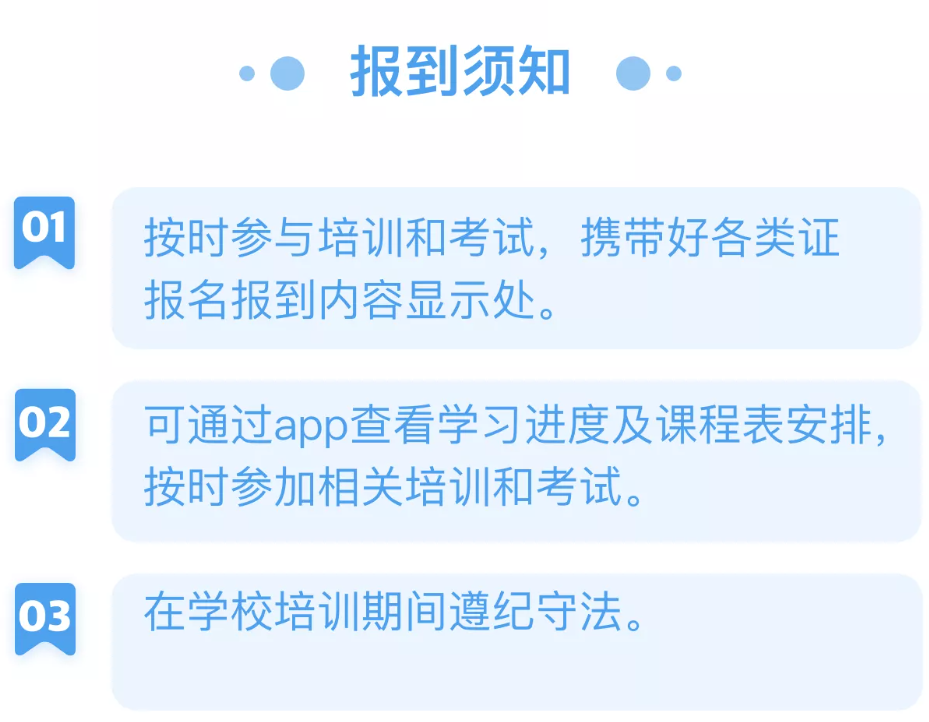 报到须知
01
按时参与培训和考试，携带好各类证
报名报到内容显示处。
02
可通过app查看学习进度及课程表安排，
按时参加相关培训和考试。
03
在学校培训期间遵纪守法。